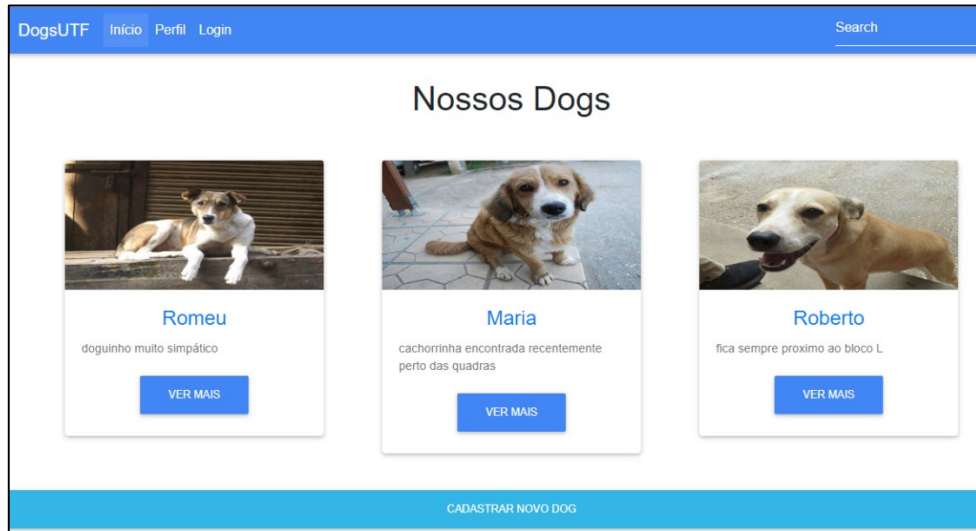 DogsUTF Início Perfil Login Search
Nossos Dogs
Romeu
doguinho muito simpático
VER MAIS
Maria
cachorrinha encontrada recentemente
perto das quadras
VER MAIS
Roberto
fica sempre proximo ao bloco L
VER MAIS
CADASTRAR NOVO DOG